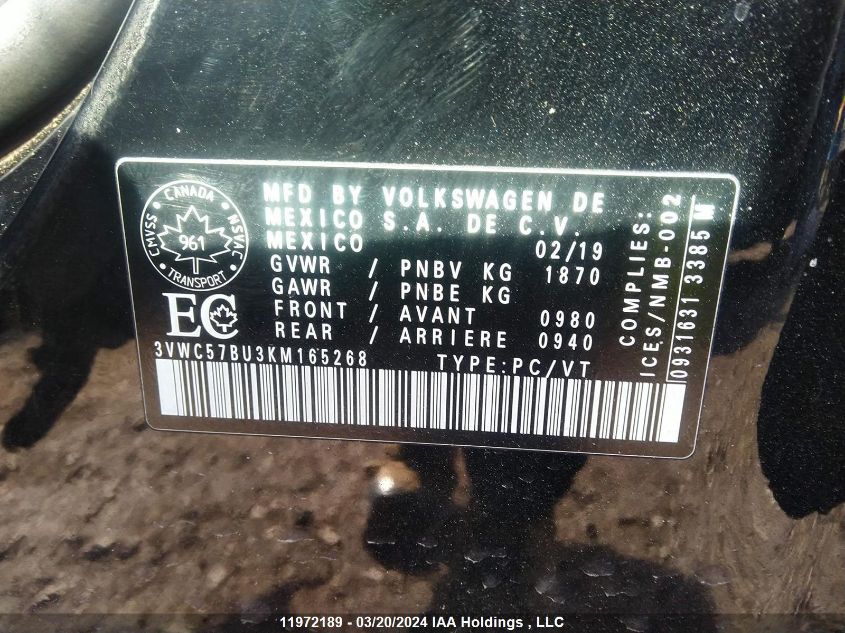 CANADA
CMVSS
NSVAC
961
TRANSPORT
EC
MFD BY VOLKSWAGEN DE
MEXICO S.A. DE C.V.
MEXICO 02/19
GVWR / PNBV KG 1870
GAWR / PNBE KG
FRONT / AVANT 0980
REAR / ARRIERE 0940
3VWC57BU3KM165268 TYPE:PC/VT
COMPLIES:
ICES/NMB-002
0931631 3385 W
11972189 - 03/20/2024 IAA Holdings , LLC